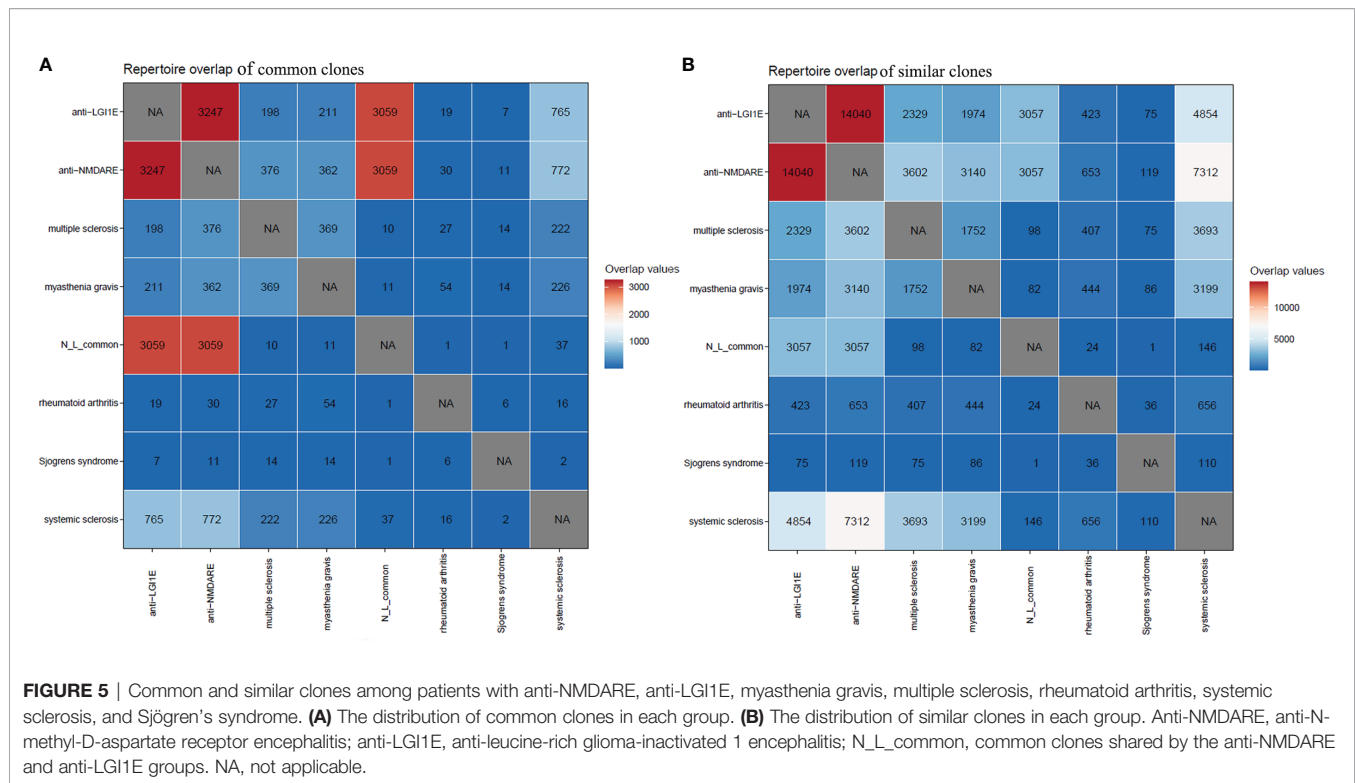 A
Repertoire overlap of common clones
anti-LGI1E NA 3247 198 211 3059 19 7 765
anti-NMDARE 3247 NA 376 362 3059 30 11 772
multiple sclerosis 198 376 NA 369 10 27 14 222
myasthenia gravis 211 362 369 NA 11 54 14 226
N_L_common 3059 3059 10 11 NA 1 1 37
rheumatoid arthritis 19 30 27 54 1 NA 6 16
Sjogrens syndrome 7 11 14 14 1 6 NA 2
systemic sclerosis 765 772 222 226 37 16 2 NA
anti-LGI1E anti-NMDARE multiple sclerosis myasthenia gravis N_L_common rheumatoid arthritis Sjogrens syndrome systemic sclerosis
Overlap values
3000
2000
1000
B
Repertoire overlap of similar clones
anti-LGI1E NA 14040 2329 1974 3057 423 75 4854
anti-NMDARE 14040 NA 3602 3140 3057 653 119 7312
multiple sclerosis 2329 3602 NA 1752 98 407 75 3693
myasthenia gravis 1974 3140 1752 NA 82 444 86 3199
N_L_common 3057 3057 98 82 NA 24 1 146
rheumatoid arthritis 423 653 407 444 24 NA 36 656
Sjogrens syndrome 75 119 75 86 1 36 NA 110
systemic sclerosis 4854 7312 3693 3199 146 656 110 NA
anti-LGI1E anti-NMDARE multiple sclerosis myasthenia gravis N_L_common rheumatoid arthritis Sjogrens syndrome systemic sclerosis
Overlap values
10000
5000
FIGURE 5 | Common and similar clones among patients with anti-NMDARE, anti-LGI1E, myasthenia gravis, multiple sclerosis, rheumatoid arthritis, systemic
sclerosis, and Sjögren's syndrome. (A) The distribution of common clones in each group. (B) The distribution of similar clones in each group. Anti-NMDARE, anti-N-
methyl-D-aspartate receptor encephalitis; anti-LGI1E, anti-leucine-rich glioma-inactivated 1 encephalitis; N_L_common, common clones shared by the anti-NMDARE
and anti-LGI1E groups. NA, not applicable.